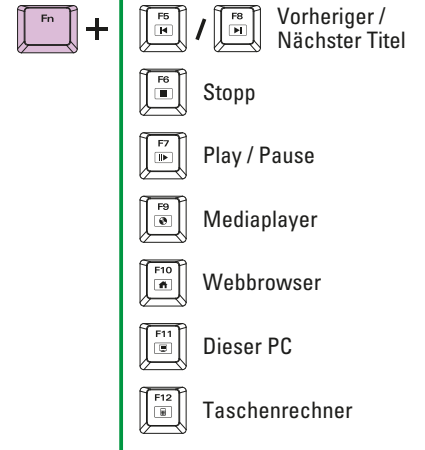 Fn + F5 / F8 Vorheriger /
Nächster Titel
F6 Stopp
F7 Play / Pause
F9 Mediaplayer
F10 Webbrowser
F11 Dieser PC
F12 Taschenrechner